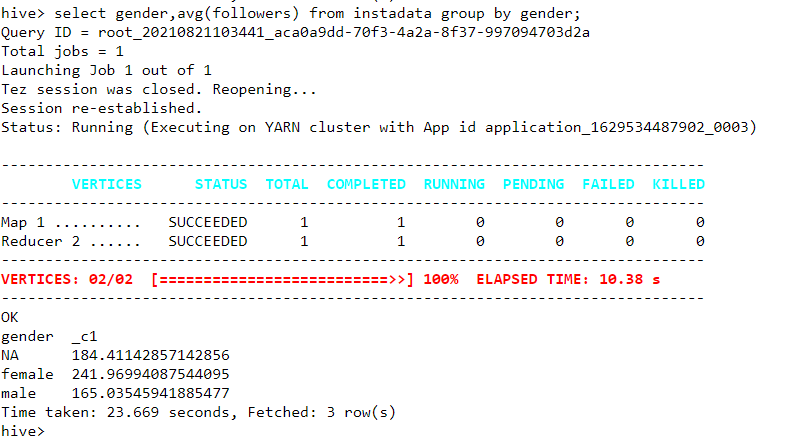 hive> select gender,avg(followers) from instadata group by gender;
Query ID = root_20210821103441_aca0a9dd-70f3-4a2a-8f37-997094703d2a
Total jobs = 1
Launching Job 1 out of 1
Tez session was closed. Reopening...
Session re-established.
Status: Running (Executing on YARN cluster with App id application_1629534487902_0003)
--------------------------------------------------------------------------------
        VERTICES      STATUS  TOTAL  COMPLETED  RUNNING  PENDING  FAILED  KILLED
--------------------------------------------------------------------------------
Map 1 ..........   SUCCEEDED      1          1        0        0       0       0
Reducer 2 ......   SUCCEEDED      1          1        0        0       0       0
--------------------------------------------------------------------------------
VERTICES: 02/02  [==========================>>] 100%  ELAPSED TIME: 10.38 s
--------------------------------------------------------------------------------
OK
gender  _c1
NA      184.41142857142856
female  241.96994087544095
male    165.03545941885477
Time taken: 23.669 seconds, Fetched: 3 row(s)
hive>